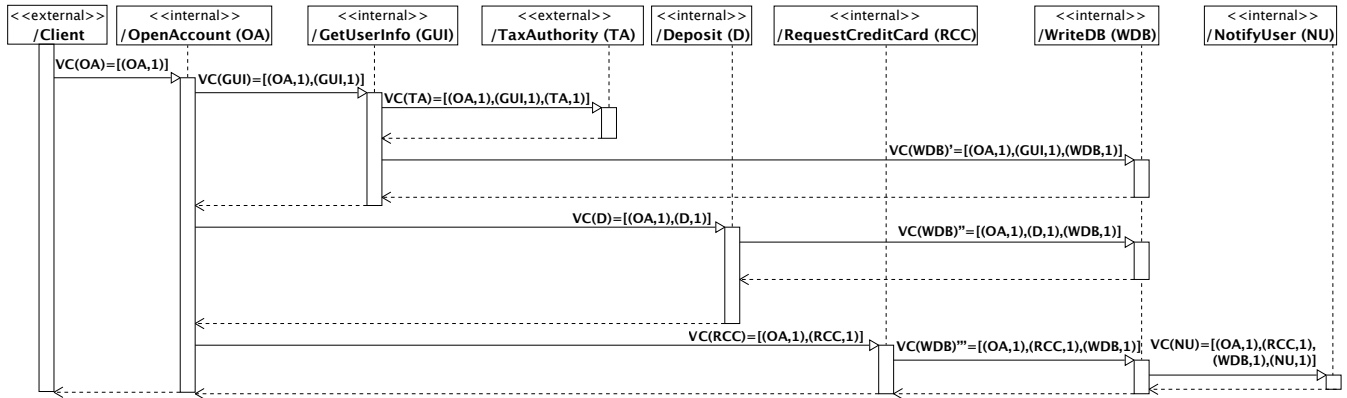 <<external>> <<internal>> <<internal>> <<external>> <<internal>> <<internal>> <<internal>> <<internal>>
/Client /OpenAccount (OA) /GetUserInfo (GUI) /TaxAuthority (TA) /Deposit (D) /RequestCreditCard (RCC) /WriteDB (WDB) /NotifyUser (NU)
VC(OA)=[(OA,1)]
VC(GUI)=[(OA,1),(GUI,1)]
VC(TA)=[(OA,1),(GUI,1),(TA,1)]
VC(WDB)'=[(OA,1),(GUI,1),(WDB,1)]
VC(D)=[(OA,1),(D,1)]
VC(WDB)''=[(OA,1),(D,1),(WDB,1)]
VC(RCC)=[(OA,1),(RCC,1)]
VC(WDB)'''=[(OA,1),(RCC,1),(WDB,1)]
VC(NU)=[(OA,1),(RCC,1),
(WDB,1),(NU,1)]